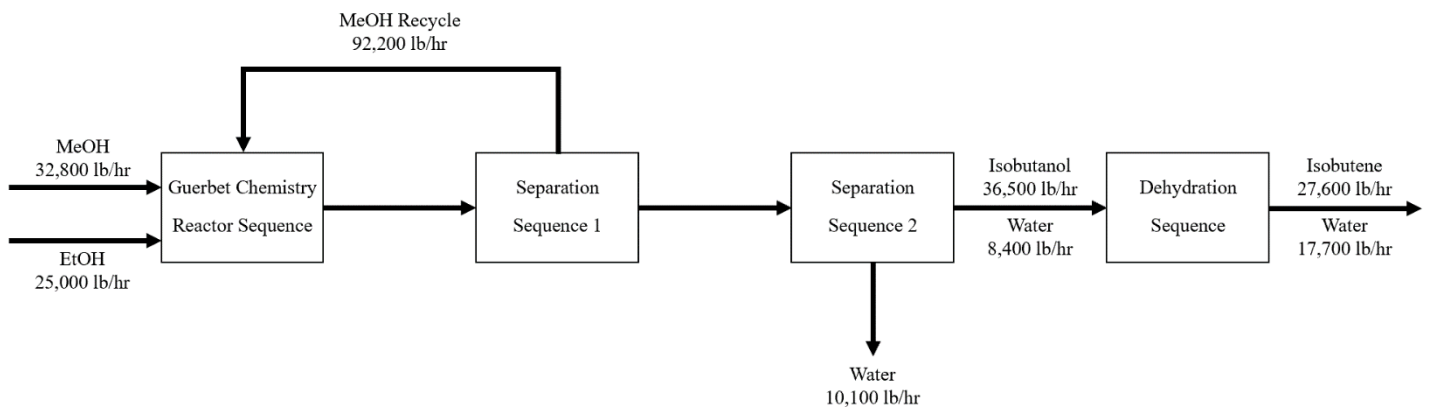 MeOH Recycle
92,200 lb/hr
MeOH
32,800 lb/hr
EtOH
25,000 lb/hr
Guerbet Chemistry
Reactor Sequence
Separation
Sequence 1
Separation
Sequence 2
Water
10,100 lb/hr
Isobutanol
36,500 lb/hr
Water
8,400 lb/hr
Dehydration
Sequence
Isobutene
27,600 lb/hr
Water
17,700 lb/hr